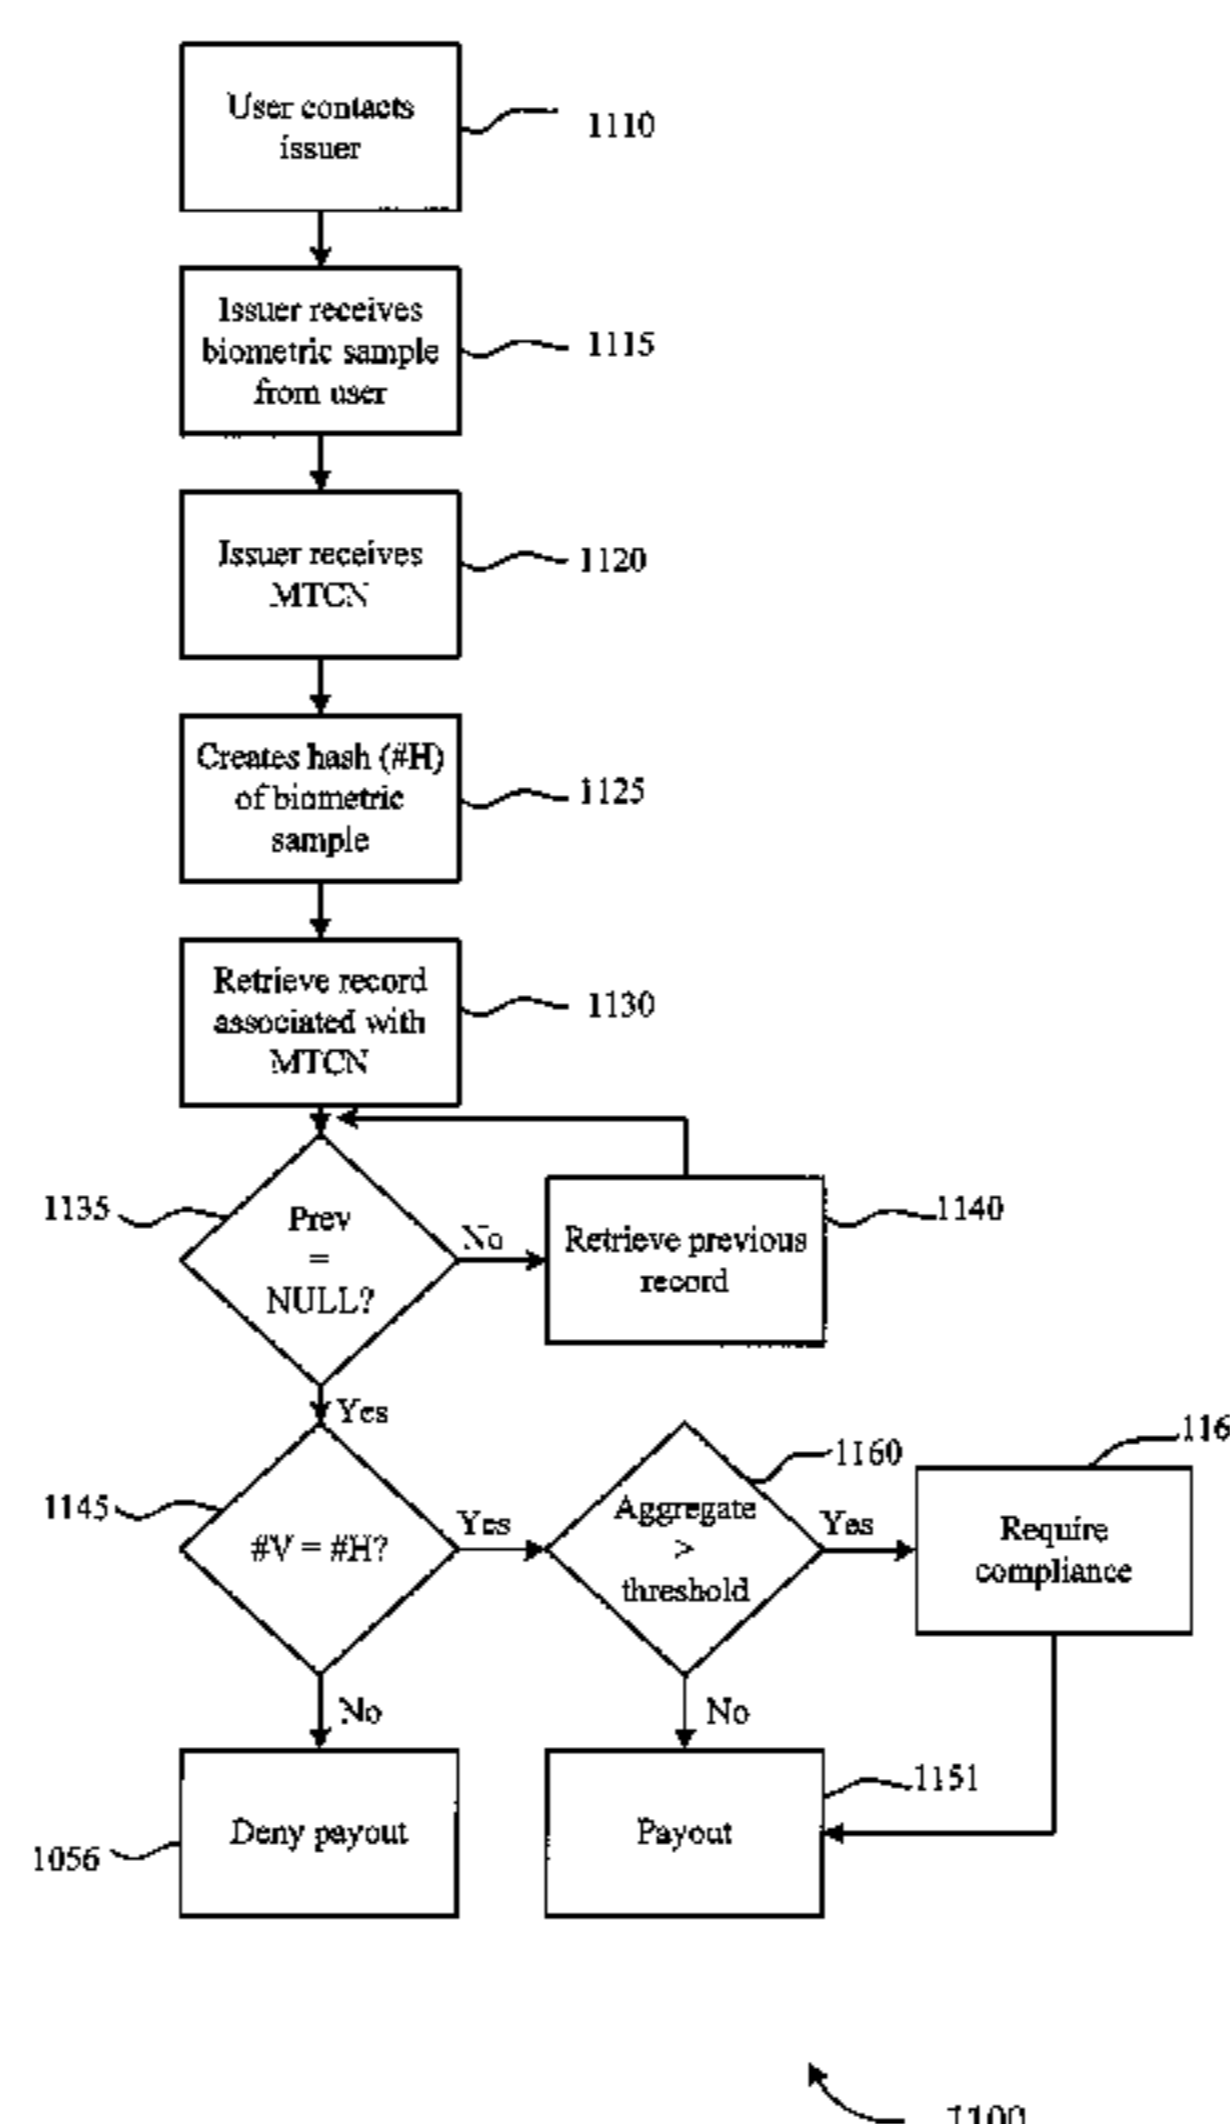 User contacts
issuer
1110
Issuer receives
biometric sample
from user
1115
Issuer receives
MTCN
1120
Creates hash (#H)
of biometric
sample
1125
Retrieve record
associated with
MTCN
1130
1135
Prev
=
NULL?
No
Retrieve previous
record
1140
Yes
1145
#V = #H?
Yes
Aggregate
>
threshold
1160
Yes
Require
compliance
116
No
No
Deny payout
1056
Payout
1151
1100